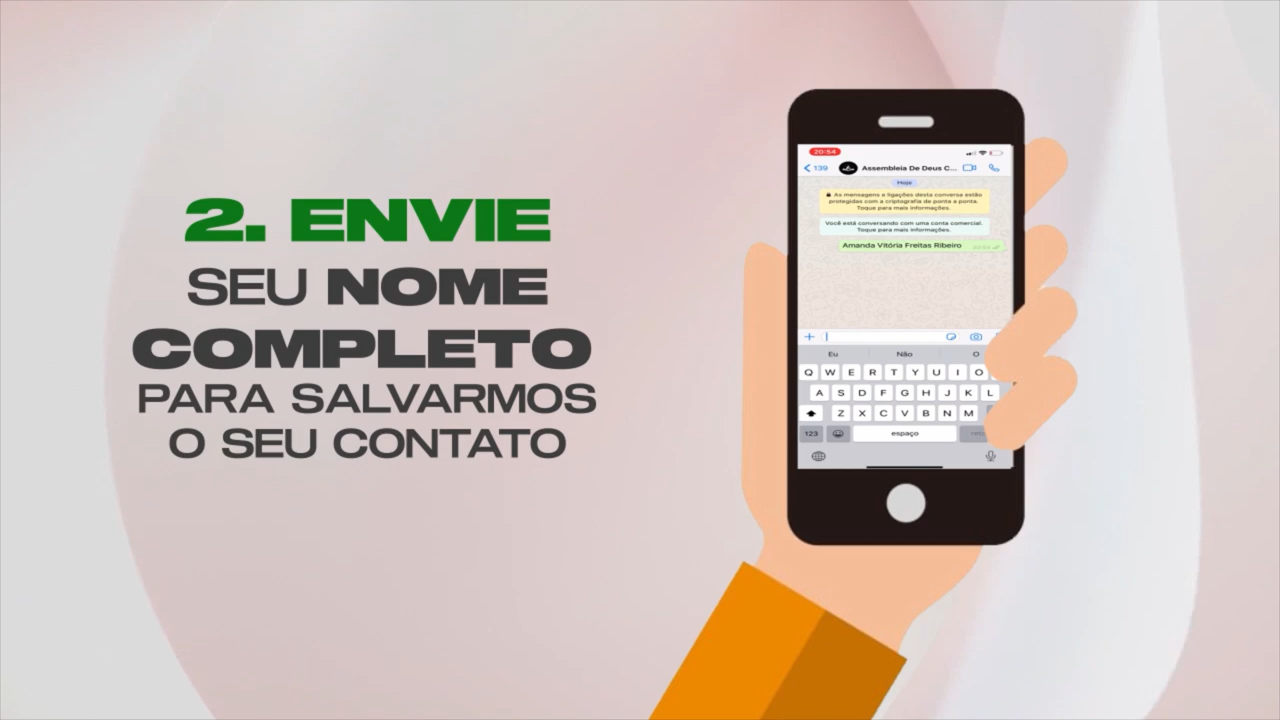 2. ENVIE
SEU NOME
COMPLETO
PARA SALVARMOS
O SEU CONTATO
20:54
139
Assembleia De Deus C...
Hoje
As mensagens e ligações desta conversa estão
protegidas com a criptografia de ponta a ponta.
Toque para mais informações.
Você está conversando com uma conta comercial.
Toque para mais informações.
Amanda Vitória Freitas Ribeiro
20:54
Eu Não O
Q W E R T Y U I O
A S D F G H J K L
Z X C V B N M
123 espaço